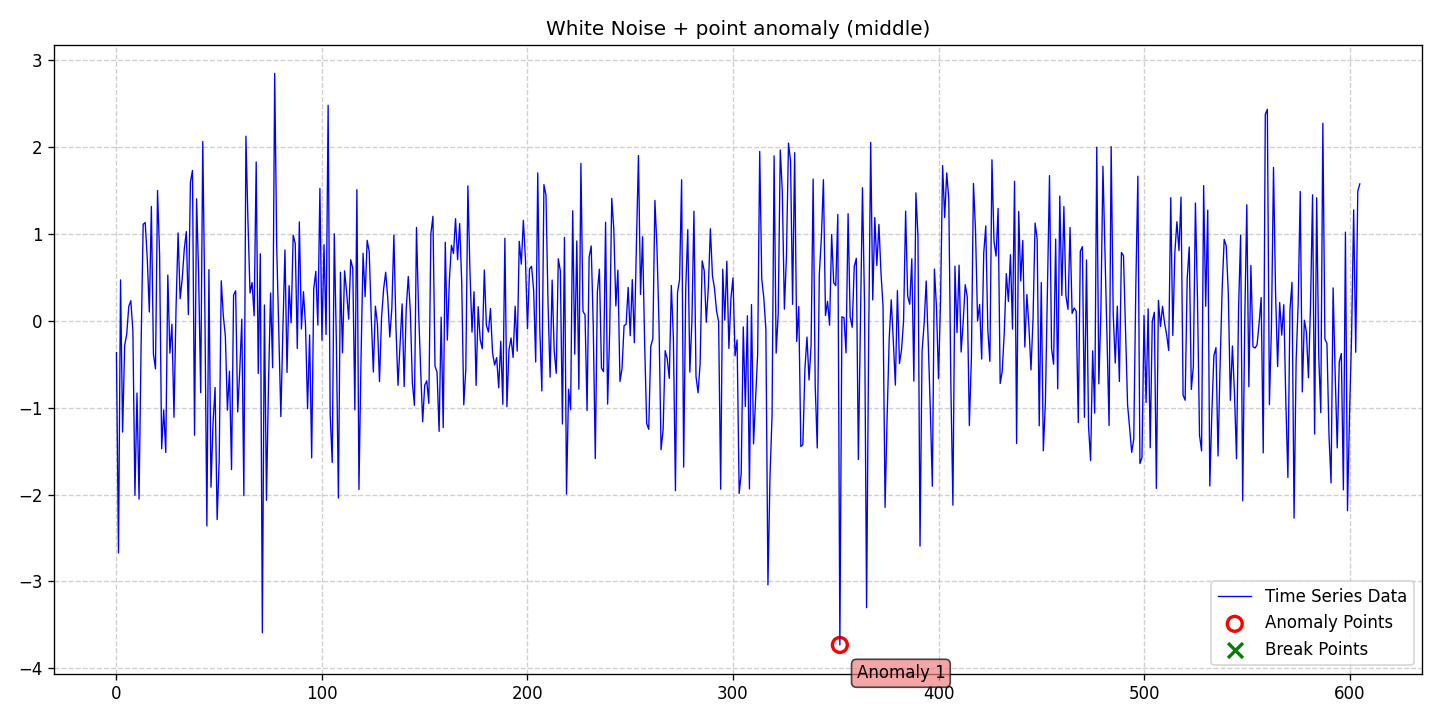 White Noise + point anomaly (middle)
3
2
1
0
−1
−2
−3
−4
Time Series Data
Anomaly Points
Break Points
Anomaly 1
0 100 200 300 400 500 600